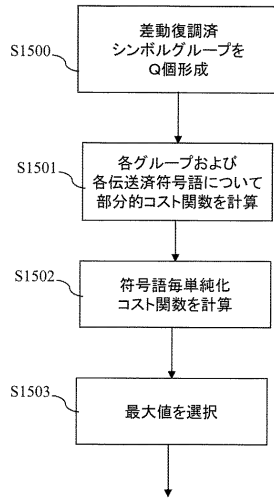 S1500
差動復調済
シンボルグループを
Q個形成
S1501
各グループおよび
各伝送済符号語について
部分的コスト関数を計算
S1502
符号語毎単純化
コスト関数を計算
S1503
最大値を選択